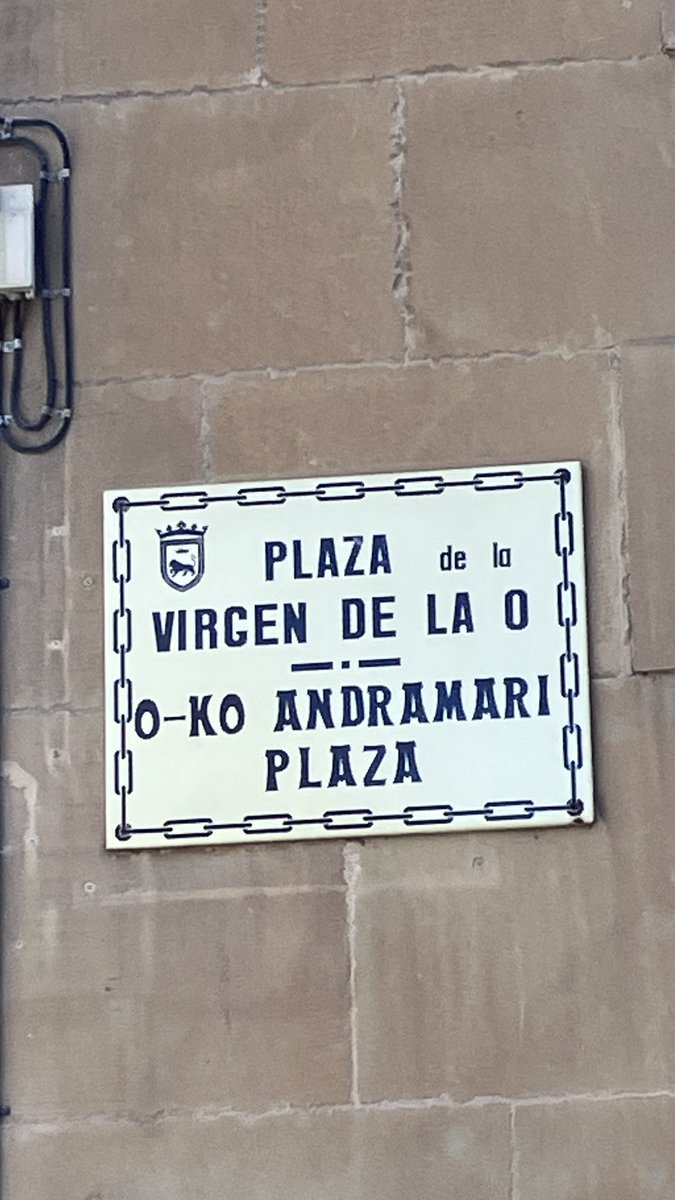 PLAZA de la
VIRGEN DE LA O
O-KO ANDRAMARI
PLAZA